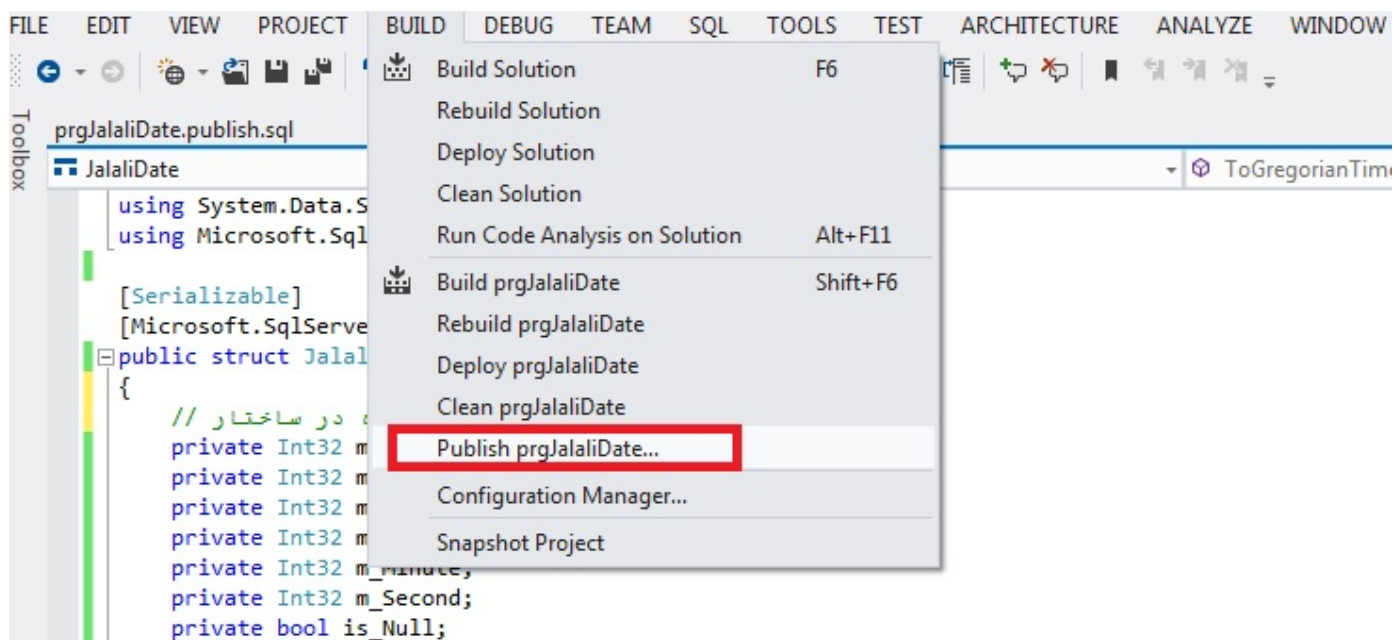 FILE EDIT VIEW PROJECT BUILD DEBUG TEAM SQL TOOLS TEST ARCHITECTURE ANALYZE WINDOW
Toolbox
prgJalaliDate.publish.sql
JalaliDate
ToGregorianTime
using System.Data.S
using Microsoft.Sql
[Serializable]
[Microsoft.SqlServe
public struct Jalal
{
// در ساختار
private Int32 m
private Int32 m
private Int32 m
private Int32 m
private Int32 m_Minute;
private Int32 m_Second;
private bool is_Null;
Build Solution F6
Rebuild Solution
Deploy Solution
Clean Solution
Run Code Analysis on Solution Alt+F11
Build prgJalaliDate Shift+F6
Rebuild prgJalaliDate
Deploy prgJalaliDate
Clean prgJalaliDate
Publish prgJalaliDate...
Configuration Manager...
Snapshot Project